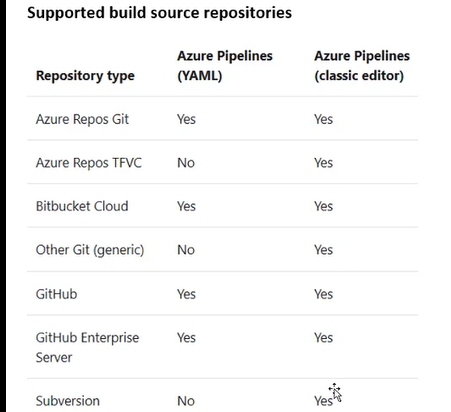 Supported build source repositories
Azure Pipelines Azure Pipelines
Repository type (YAML) (classic editor)
Azure Repos Git Yes Yes
Azure Repos TFVC No Yes
Bitbucket Cloud Yes Yes
Other Git (generic) No Yes
GitHub Yes Yes
GitHub Enterprise Yes Yes
Server
Subversion No Yes